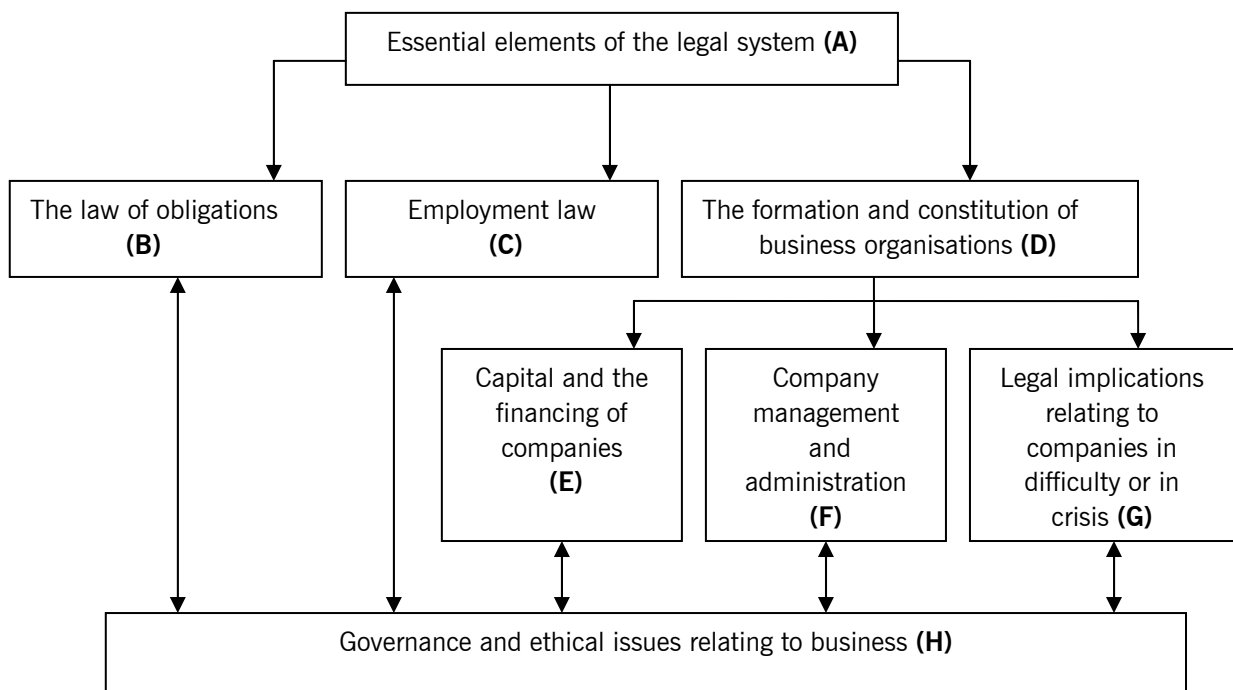 Essential elements of the legal system (A)
The law of obligations
(B)
Employment law
(C)
The formation and constitution of
business organisations (D)
Capital and the
financing of
companies
(E)
Company
management
and
administration
(F)
Legal implications
relating to
companies in
difficulty or in
crisis (G)
Governance and ethical issues relating to business (H)